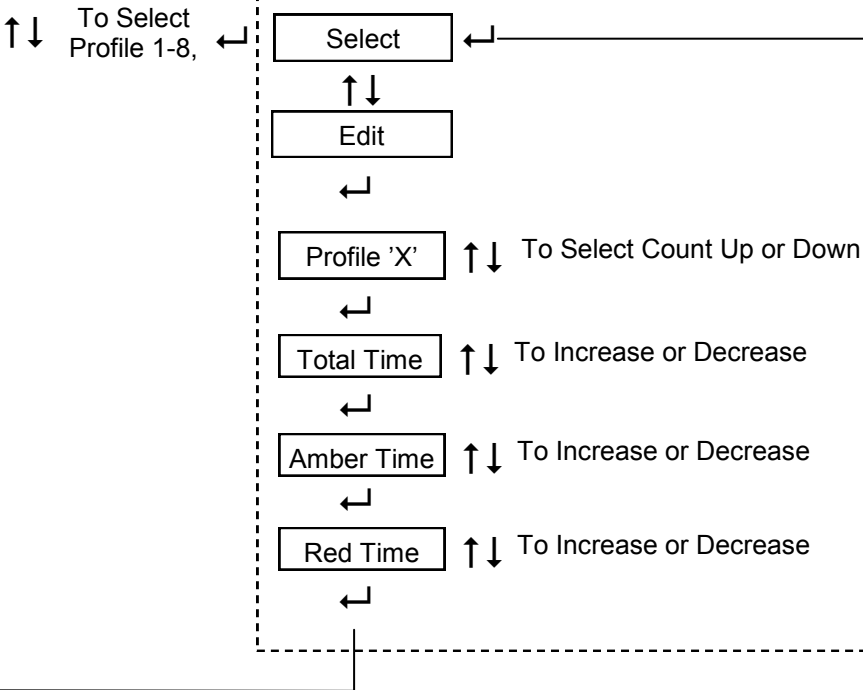 ↑↓ To Select
Profile 1-8, ↵
Select ↵
↑↓
Edit
↵
Profile ’X’ ↑↓ To Select Count Up or Down
↵
Total Time ↑↓ To Increase or Decrease
↵
Amber Time ↑↓ To Increase or Decrease
↵
Red Time ↑↓ To Increase or Decrease
↵